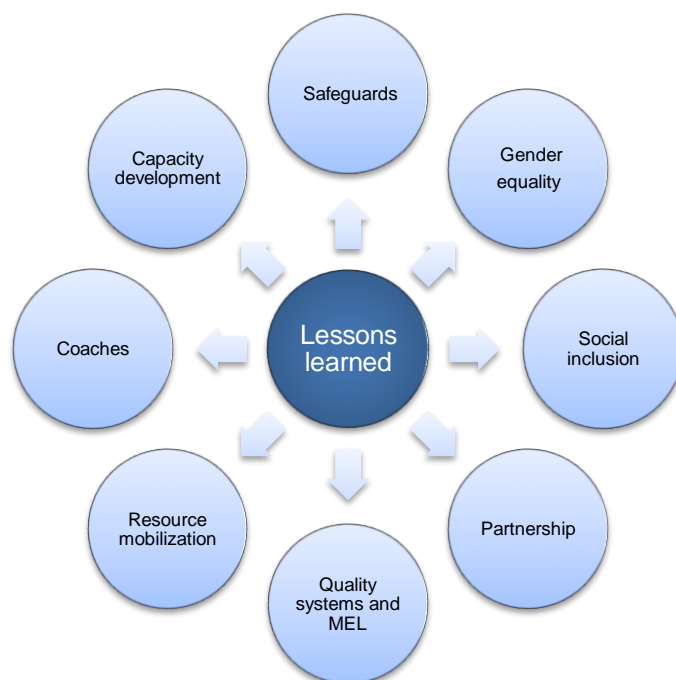 Safeguards
Gender
equality
Social
inclusion
Partnership
Quality
systems and
MEL
Resource
mobilization
Coaches
Capacity
development
Lessons
learned